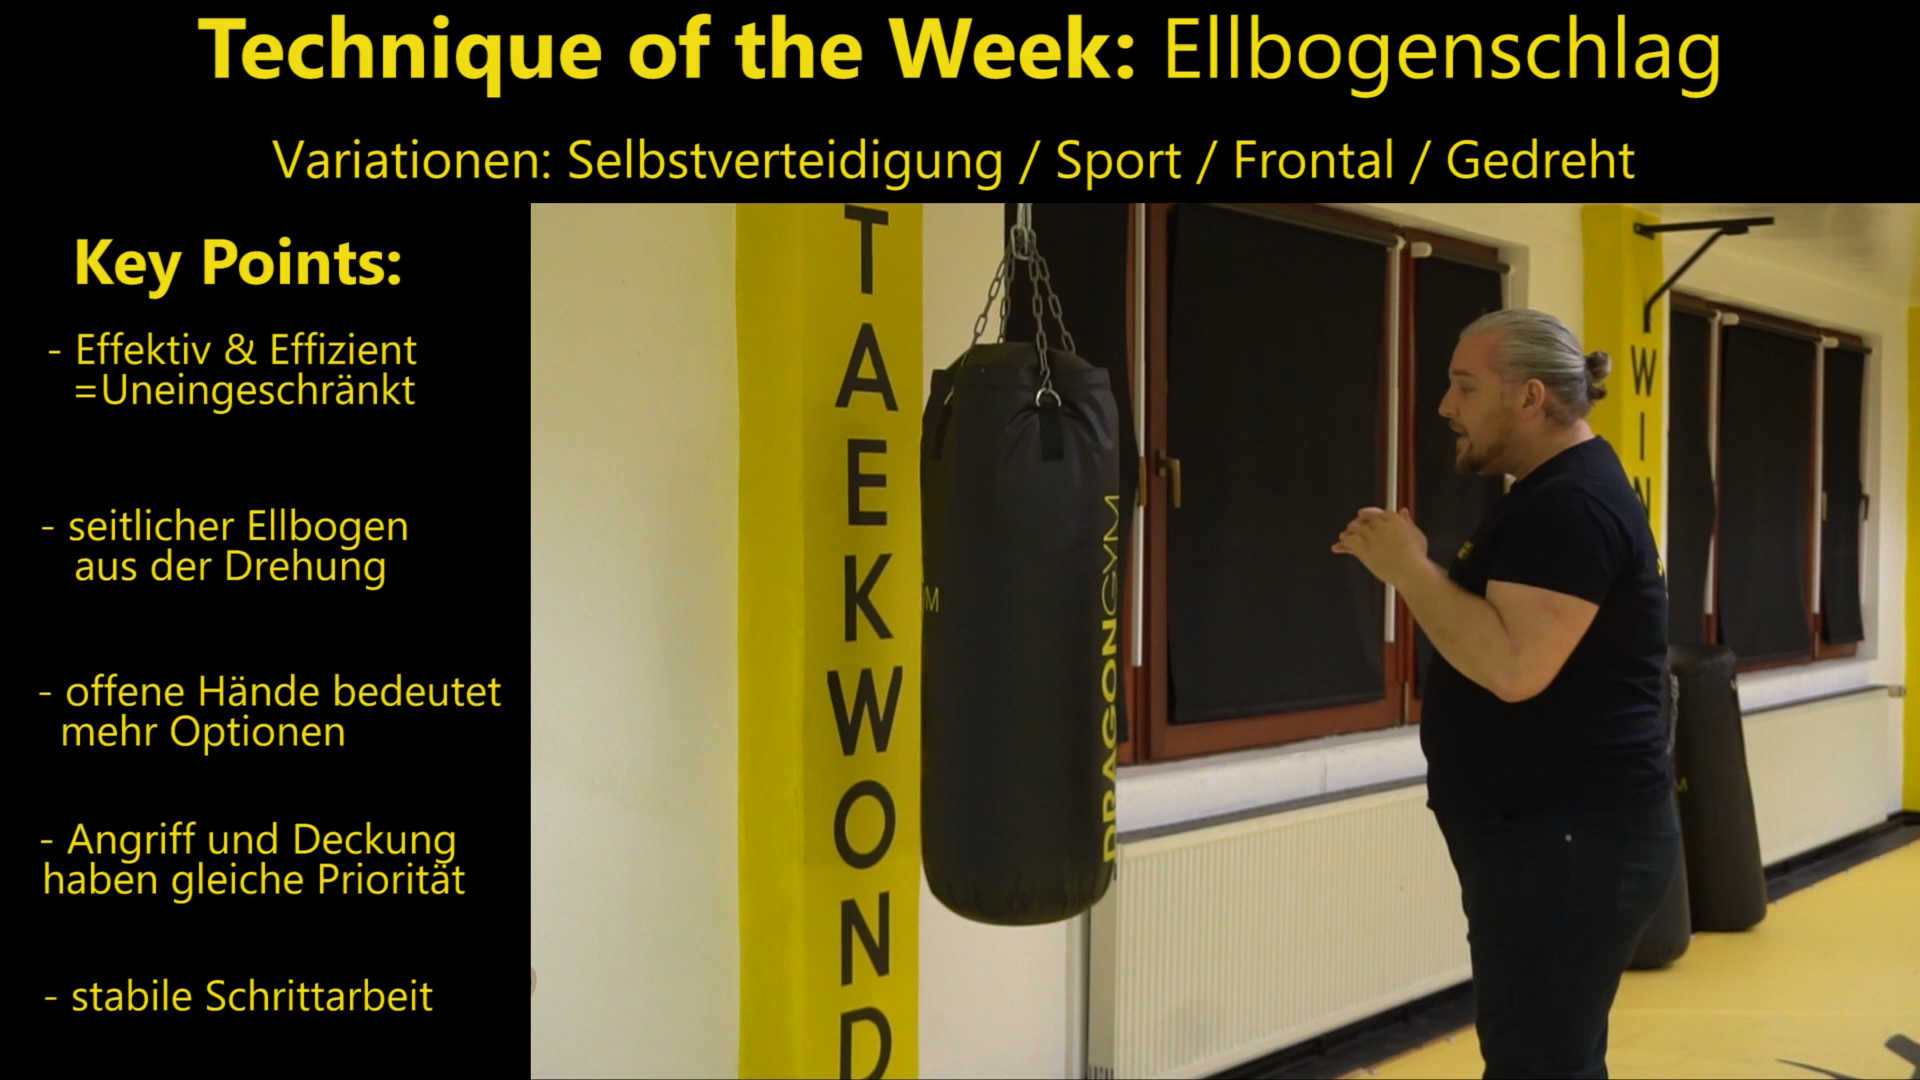 Technique of the Week: Ellbogenschlag
Variationen: Selbstverteidigung / Sport / Frontal / Gedreht
Key Points:
- Effektiv & Effizient
=Uneingeschränkt
- seitlicher Ellbogen
aus der Drehung
- offene Hände bedeutet
mehr Optionen
- Angriff und Deckung
haben gleiche Priorität
- stabile Schrittarbeit
TAEKWOND
DRAGONGYM
WIN